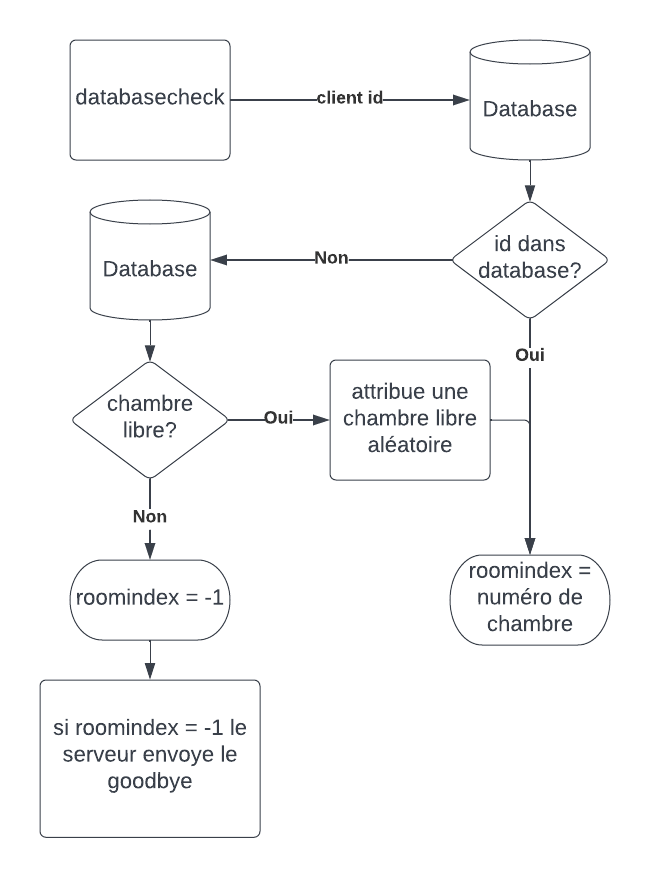 databasecheck
client id
Database
id dans
database?
Non
Database
Oui
chambre
libre?
Oui
attribue une
chambre libre
aléatoire
Non
roomindex = -1
roomindex =
numéro de
chambre
si roomindex = -1 le
serveur envoye le
goodbye